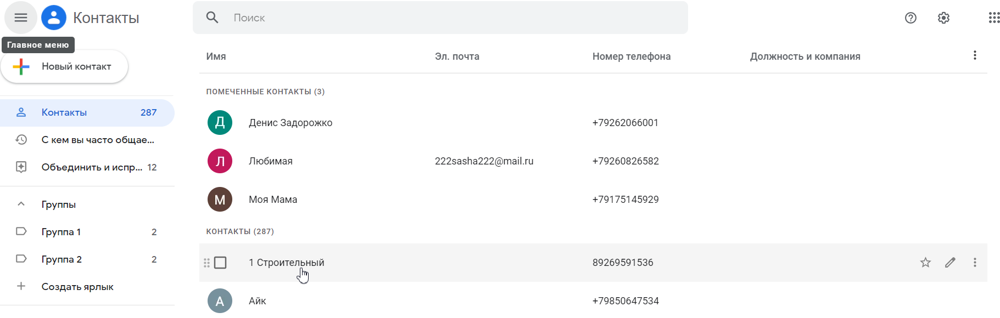 Контакты
Поиск
Главное меню
Новый контакт
Контакты 287
С кем вы часто общае...
Объединить и испр... 12
Группы
Группа 1 2
Группа 2 2
Создать ярлык
Имя Эл. почта Номер телефона Должность и компания
ПОМЕЧЕННЫЕ КОНТАКТЫ (3)
Д Денис Задорожко +79262066001
Л Любимая 222sasha222@mail.ru +79260826582
М Моя Мама +79175145929
КОНТАКТЫ (287)
1 Строительный 89269591536
А Айк +79850647534